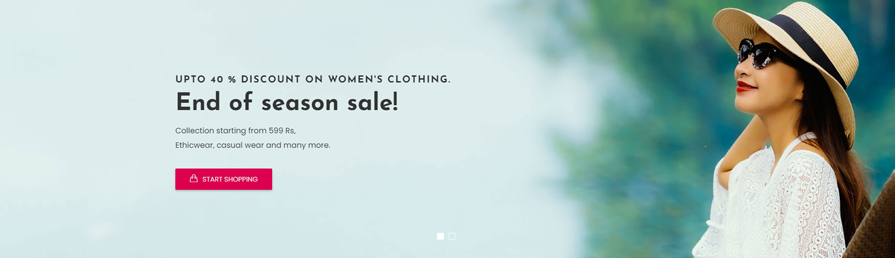 UPTO 40 % DISCOUNT ON WOMEN'S CLOTHING.
End of season sale!
Collection starting from 599 Rs,
Ethicwear, casual wear and many more.
START SHOPPING